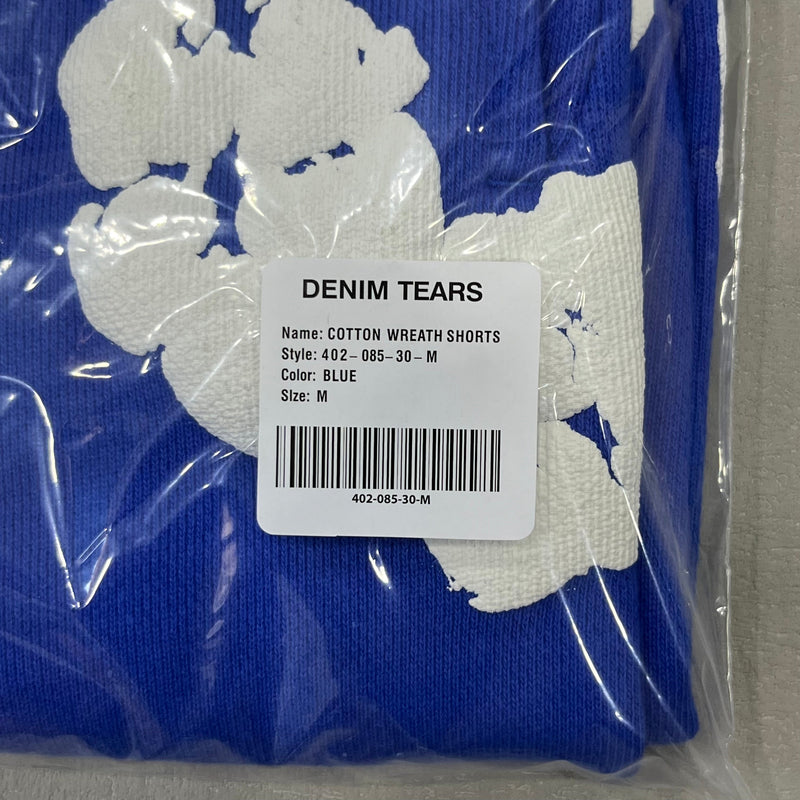 DENIM TEARS
Name: COTTON WREATH SHORTS
Style: 402-085-30-M
Color: BLUE
SIze: M
402-085-30-M